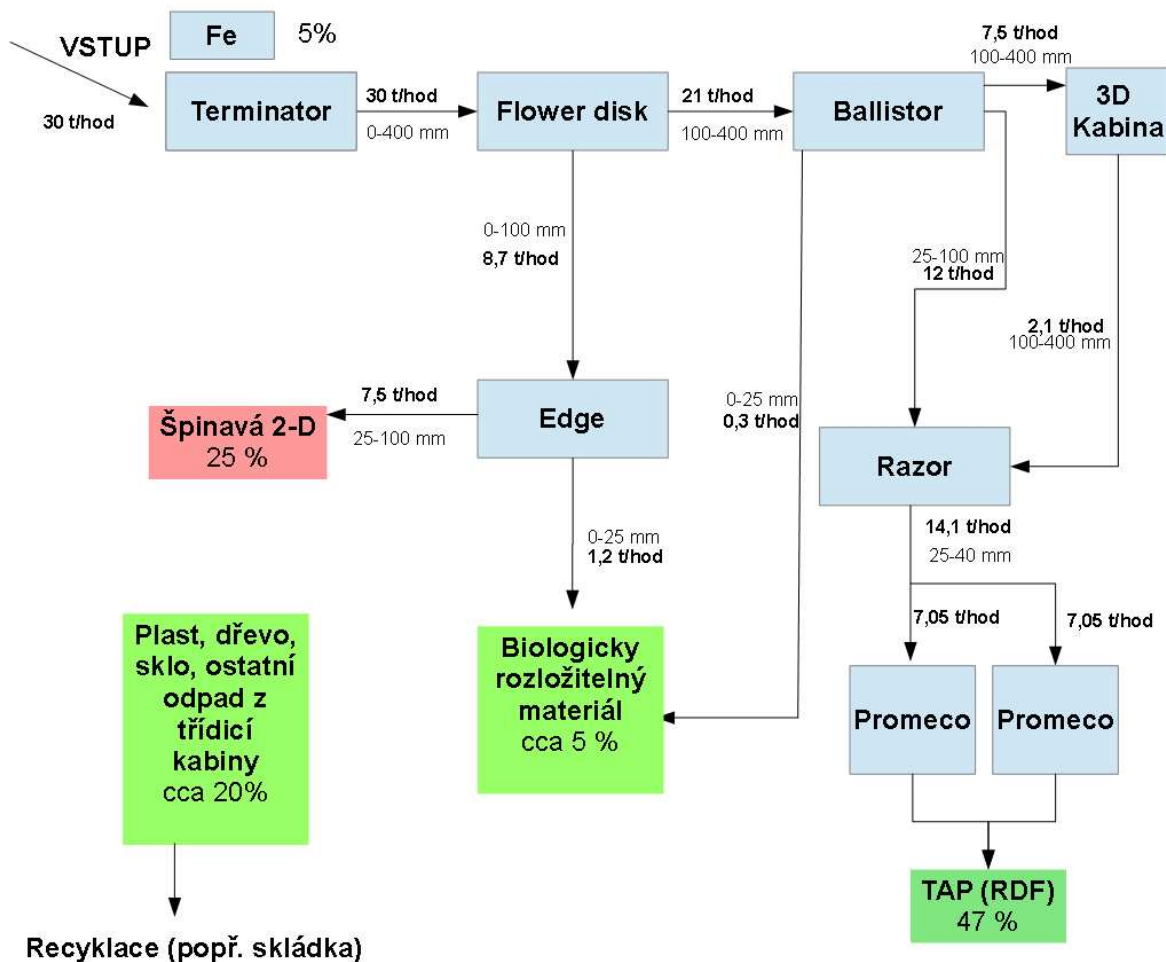 VSTUP
Fe
5%
30 t/hod
Terminator
30 t/hod
0-400 mm
Flower disk
21 t/hod
100-400 mm
Ballistor
7,5 t/hod
100-400 mm
3D
Kabina
0-100 mm
8,7 t/hod
25-100 mm
12 t/hod
2,1 t/hod
100-400 mm
Špinavá 2-D
25 %
7,5 t/hod
25-100 mm
Edge
0-25 mm
0,3 t/hod
Razor
0-25 mm
1,2 t/hod
14,1 t/hod
25-40 mm
7,05 t/hod
7,05 t/hod
Plast, dřevo,
sklo, ostatní
odpad z
třídicí
kabiny
cca 20%
Biologicky
rozložitelný
materiál
cca 5 %
Promeco
Promeco
TAP (RDF)
47 %
Recyklace (popř. skládka)